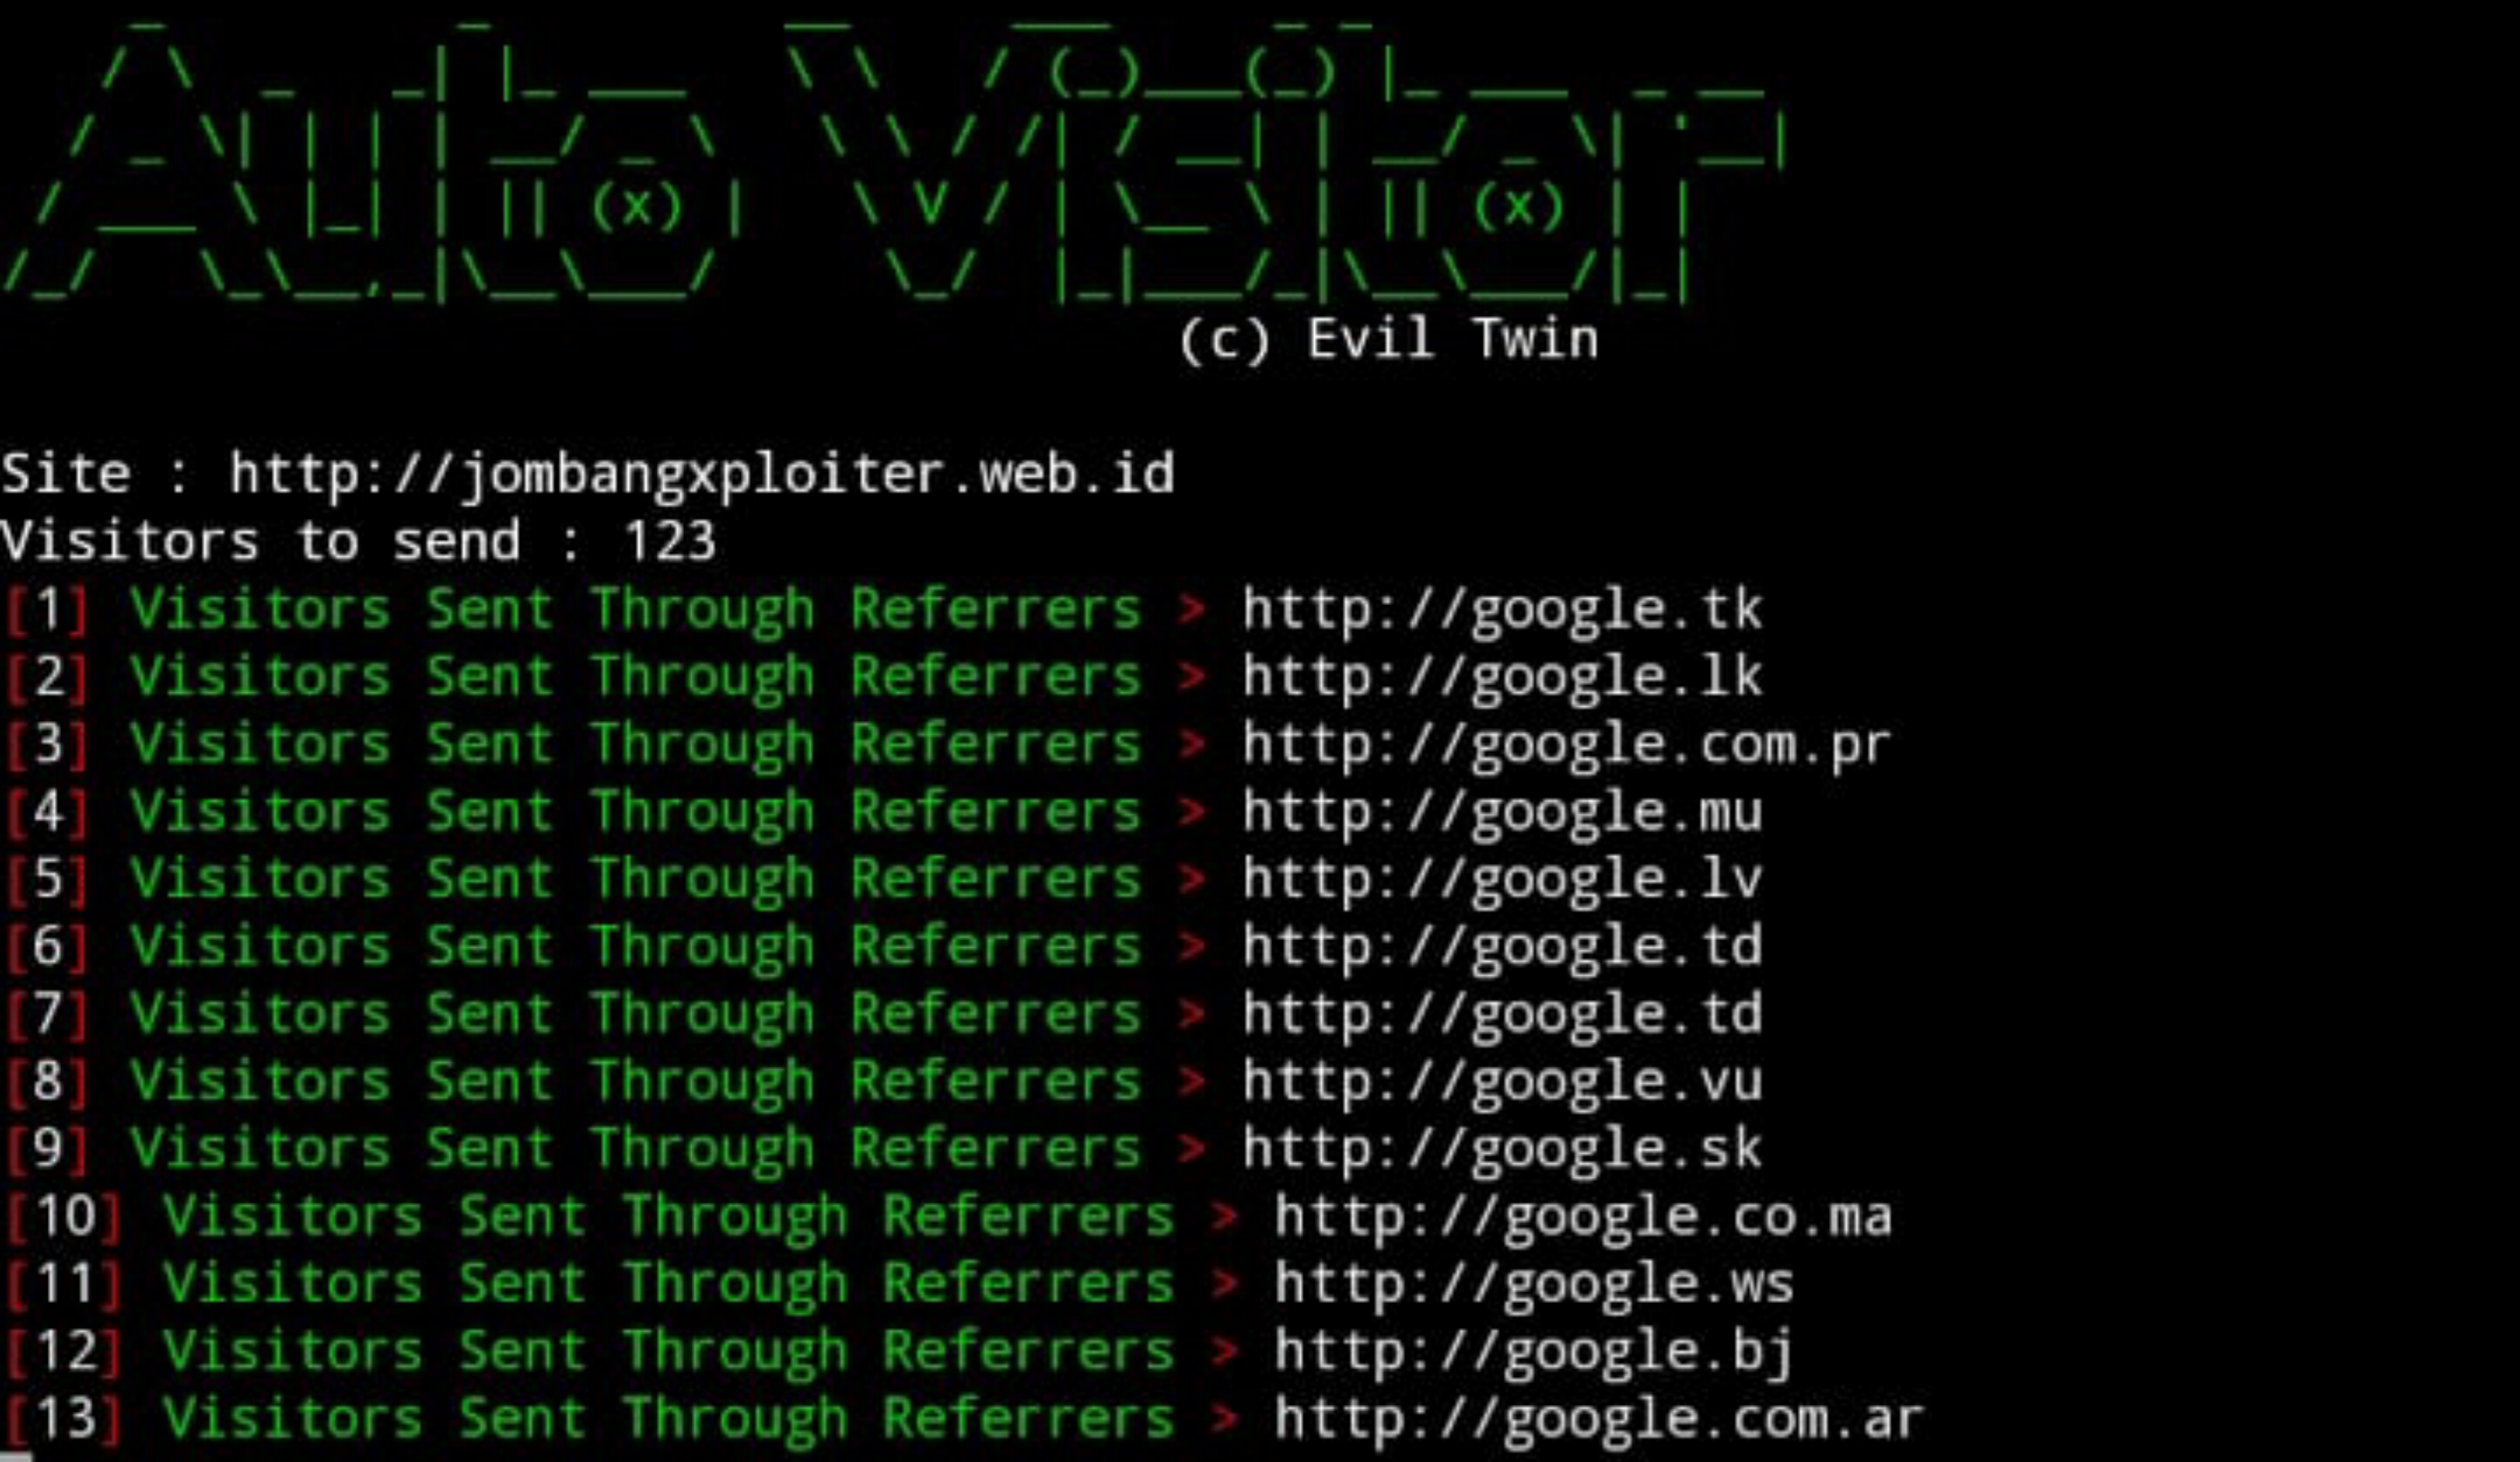 Auto Visitor
(c) Evil Twin
Site : http://jombangxploiter.web.id
Visitors to send : 123
[1] Visitors Sent Through Referrers > http://google.tk
[2] Visitors Sent Through Referrers > http://google.lk
[3] Visitors Sent Through Referrers > http://google.com.pr
[4] Visitors Sent Through Referrers > http://google.mu
[5] Visitors Sent Through Referrers > http://google.lv
[6] Visitors Sent Through Referrers > http://google.td
[7] Visitors Sent Through Referrers > http://google.td
[8] Visitors Sent Through Referrers > http://google.vu
[9] Visitors Sent Through Referrers > http://google.sk
[10] Visitors Sent Through Referrers > http://google.co.ma
[11] Visitors Sent Through Referrers > http://google.ws
[12] Visitors Sent Through Referrers > http://google.bj
[13] Visitors Sent Through Referrers > http://google.com.ar